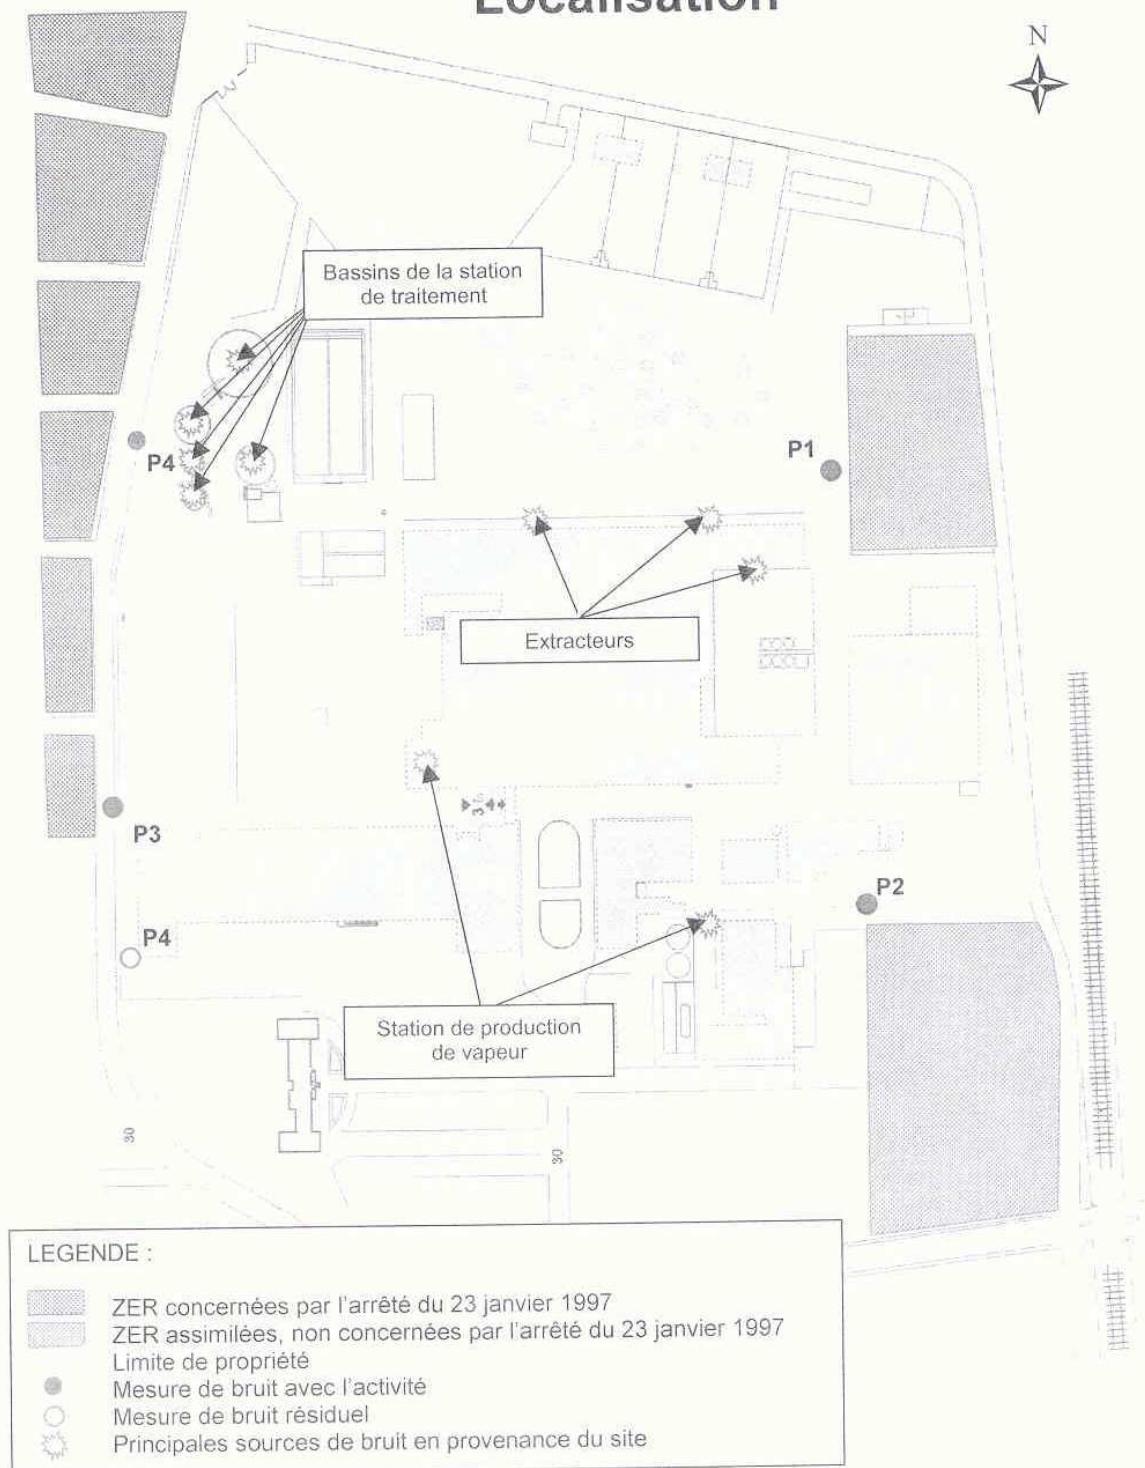 Localisation
N
Bassins de la station
de traitement
P4
P1
Extracteurs
P3
P2
P4
Station de production
de vapeur
30
30
LEGENDE :
ZER concernées par l'arrêté du 23 janvier 1997
ZER assimilées, non concernées par l'arrêté du 23 janvier 1997
Limite de propriété
Mesure de bruit avec l'activité
Mesure de bruit résiduel
Principales sources de bruit en provenance du site